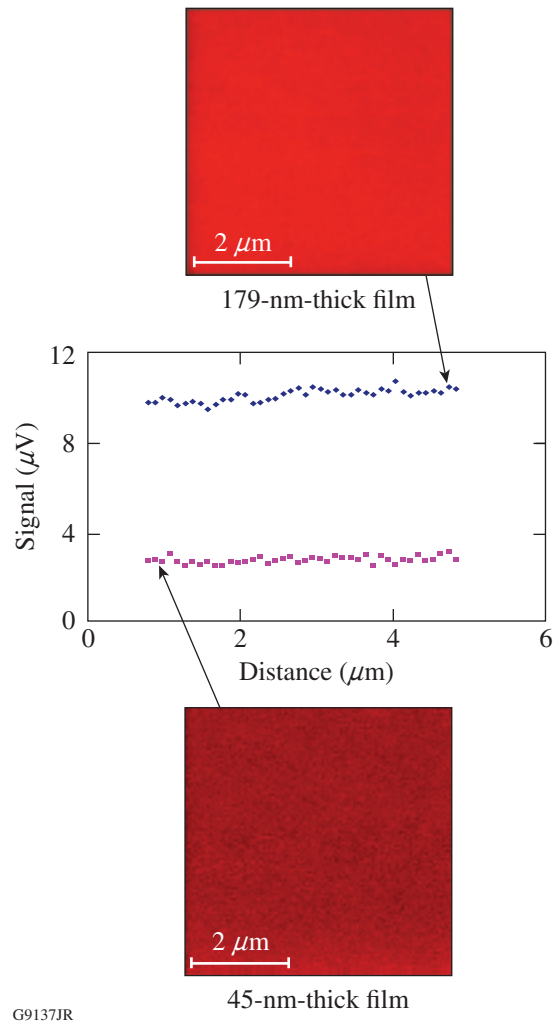 2 μm
179-nm-thick film
12
8
4
0
Signal (μV)
0 2 4 6
Distance (μm)
2 μm
45-nm-thick film
G9137JR